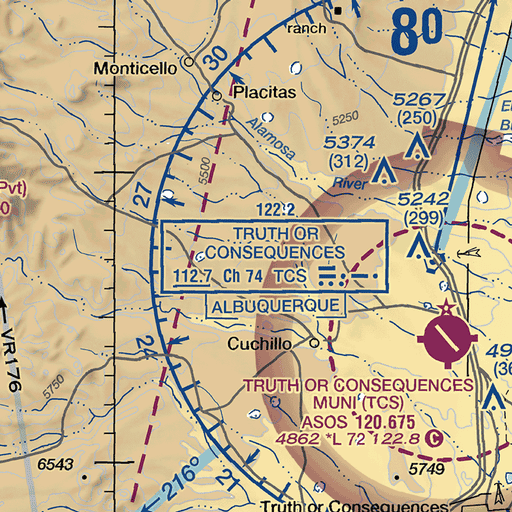 80
ranch
30
Monticello
Placitas
5267
(250)
5250
Alamosa
River
5374
(312)
5500
27
5242
(299)
122.2
TRUTH OR
CONSEQUENCES
112.7 Ch 74 TCS
ALBUQUERQUE
VR176
24
Cuchillo
TRUTH OR CONSEQUENCES
MUNI (TCS)
ASOS 120.675
4862 *L 72 122.8 C
5750
6543
5749
216°
21
Truth or Consequences